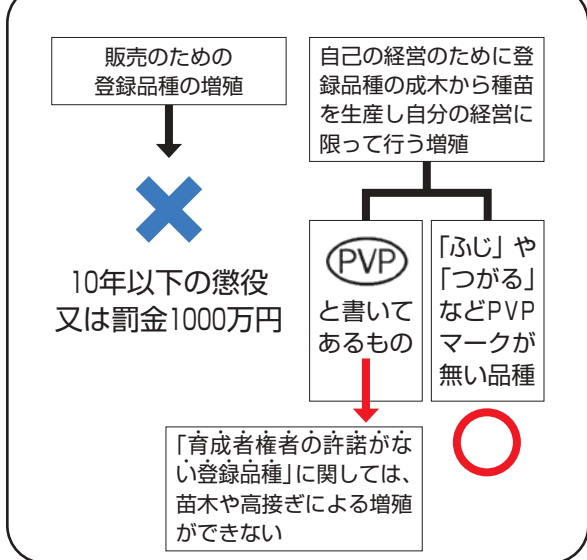 販売のための
登録品種の増殖
10年以下の懲役
又は罰金1000万円
自己の経営のために登
録品種の成木から種苗
を生産し自分の経営に
限って行う増殖
PVP
と書いて
あるもの
「ふじ」や
「つがる」
などPVP
マークが
無い品種
「育成者権者の許諾がな
い登録品種」に関しては、
苗木や高接ぎによる増殖
ができない